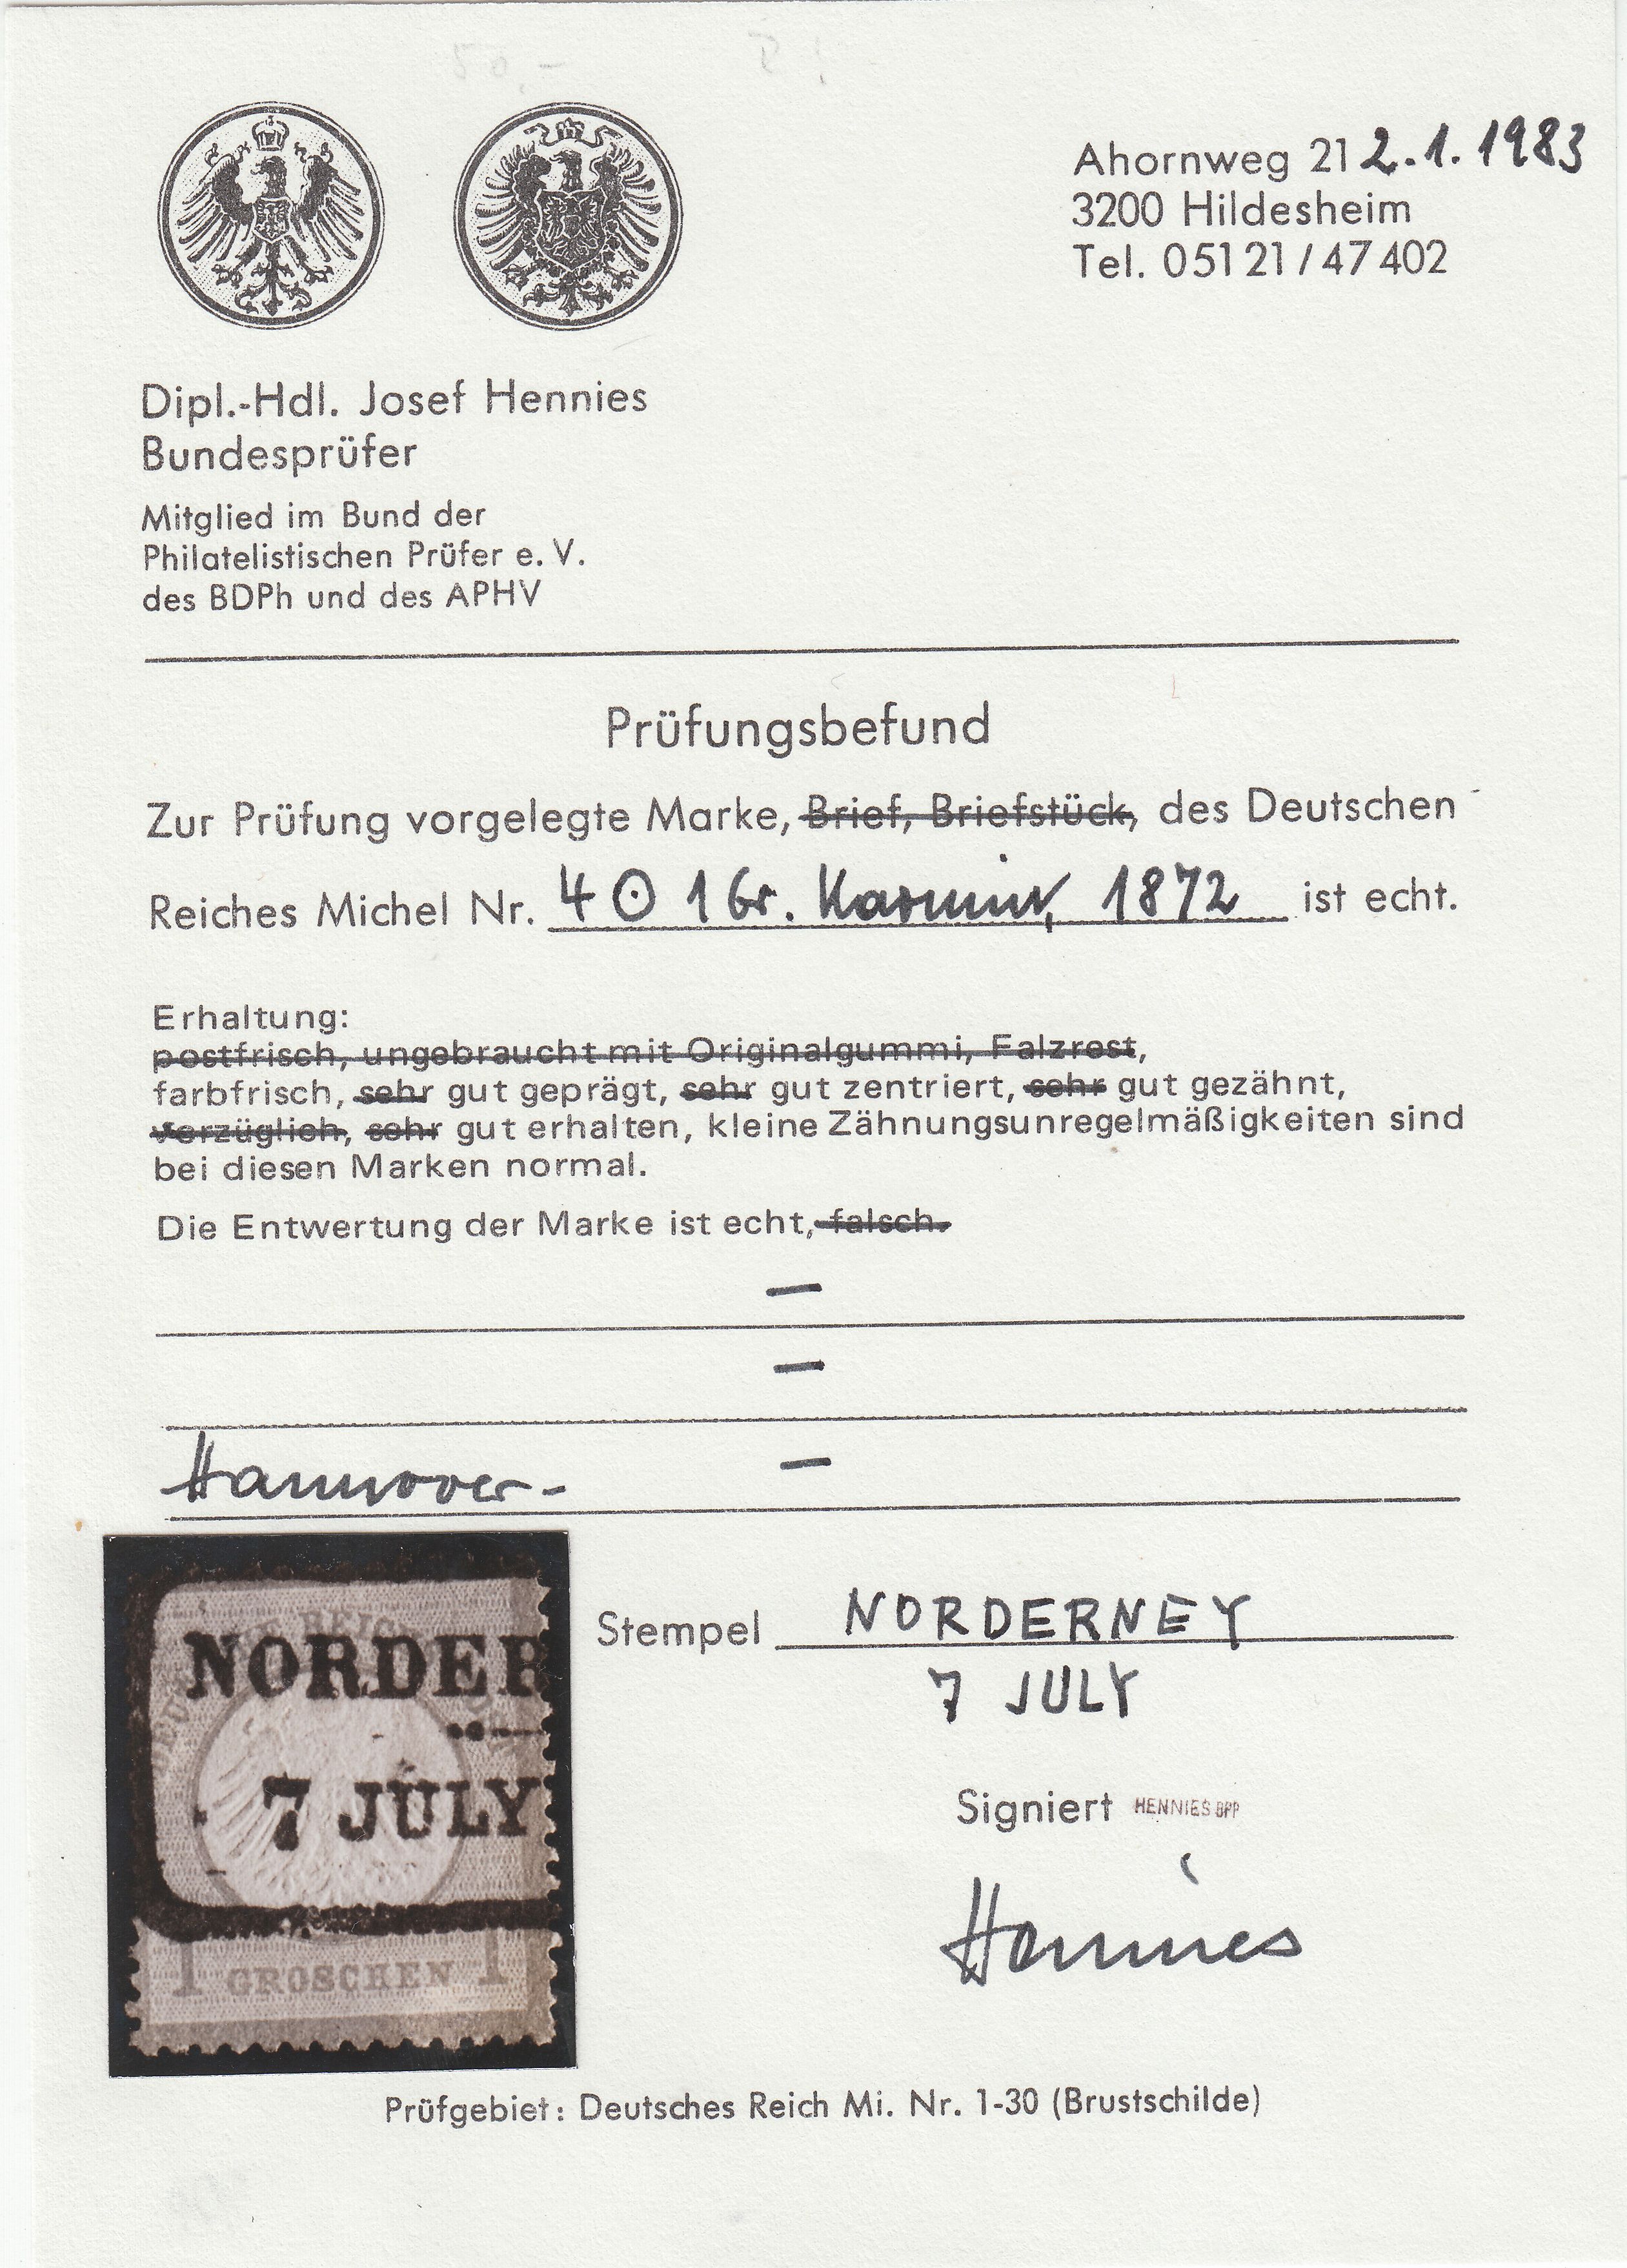 Ahornweg 21 2.1.1983
3200 Hildesheim
Tel. 05121/47402
Dipl.-Hdl. Josef Hennies
Bundesprüfer
Mitglied im Bund der
Philatelistischen Prüfer e. V.
des BDPh und des APHV
Prüfungsbefund
Zur Prüfung vorgelegte Marke, Brief, Briefstück, des Deutschen
Reiches Michel Nr. 4 ⊙ 1 Gr. Karmin, 1872 ist echt.
Erhaltung:
postfrisch, ungebraucht mit Originalgummi, Falzrest,
farbfrisch, sehr gut geprägt, sehr gut zentriert, sehr gut gezähnt,
vorzüglich, sehr gut erhalten, kleine Zähnungsunregelmäßigkeiten sind
bei diesen Marken normal.
Die Entwertung der Marke ist echt, falsch.
–
–
Hannover- –
NORDER
7 JULY
1 GROSCHEN 1
Stempel NORDERNEY
7 JULY
Signiert HENNIES BPP
Hennies
Prüfgebiet: Deutsches Reich Mi. Nr. 1-30 (Brustschilde)